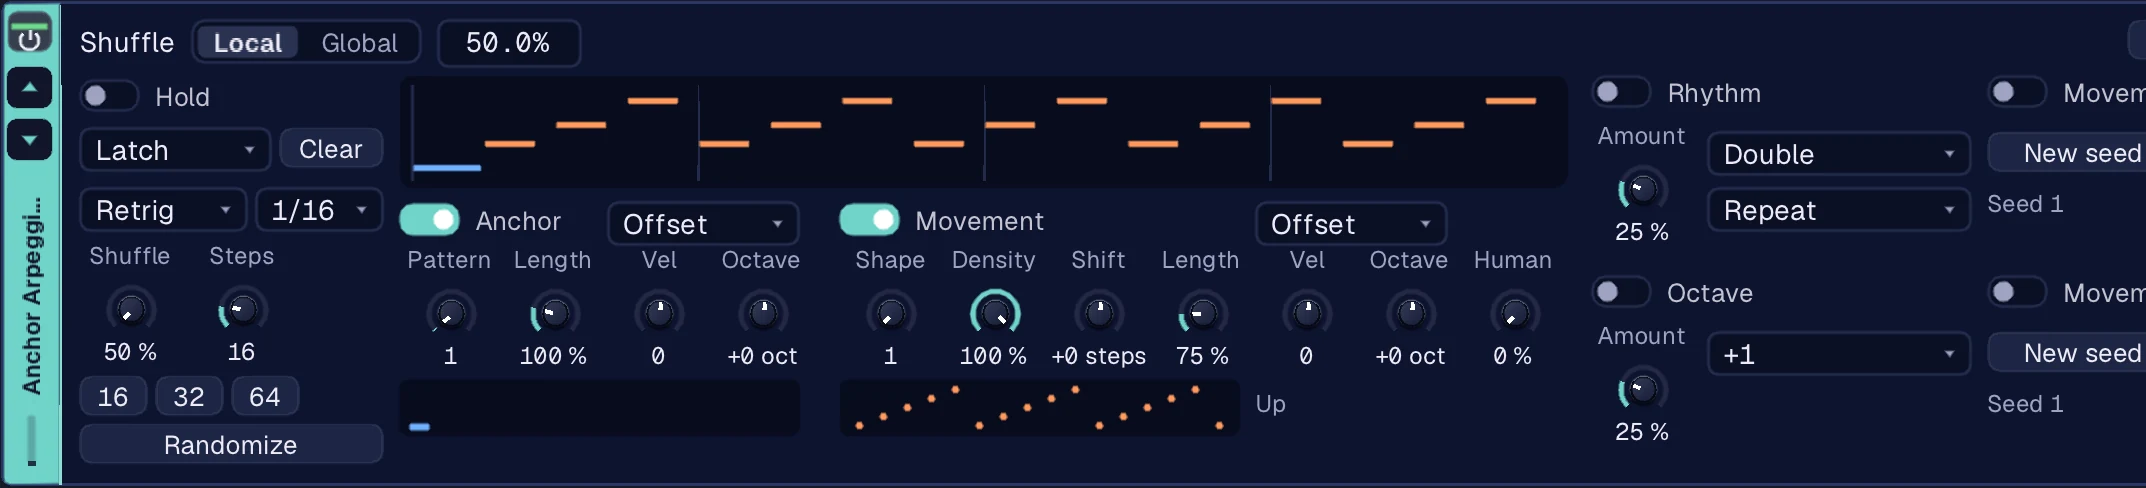 Shuffle Local Global 50.0%
Hold
Latch Clear
Retrig 1/16
Shuffle Steps
50 % 16
16 32 64
Randomize
Anchor Arpeggi...
Anchor Offset
Pattern Length Vel Octave
1 100 % 0 +0 oct
Movement Offset
Shape Density Shift Length Vel Octave Human
1 100 % +0 steps 75 % 0 +0 oct 0 %
Up
Rhythm
Amount
Double
Repeat
25 %
Movem
New seed
Seed 1
Octave
Amount
+1
25 %
Movem
New seed
Seed 1